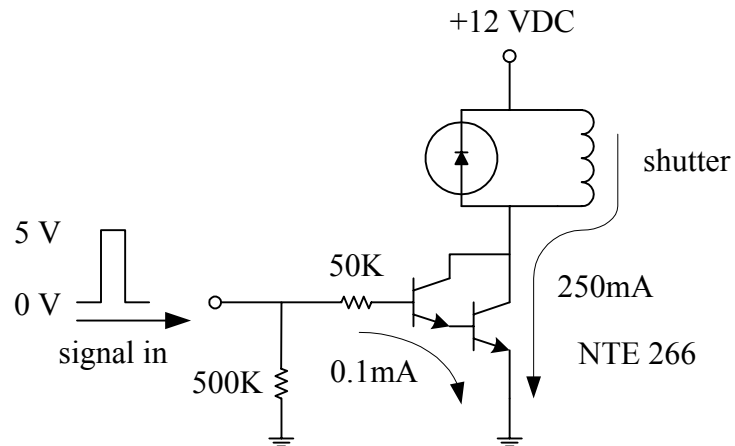 +12 VDC
shutter
5 V
0 V
signal in
50K
500K
0.1mA
250mA
NTE 266